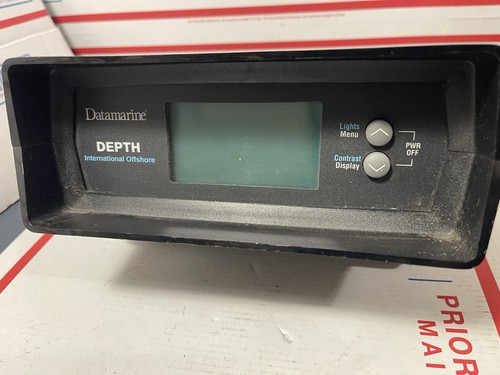 Datamarine
DEPTH
International Offshore
Lights
Menu
Contrast
Display
PWR
OFF
PRIOR
MAI